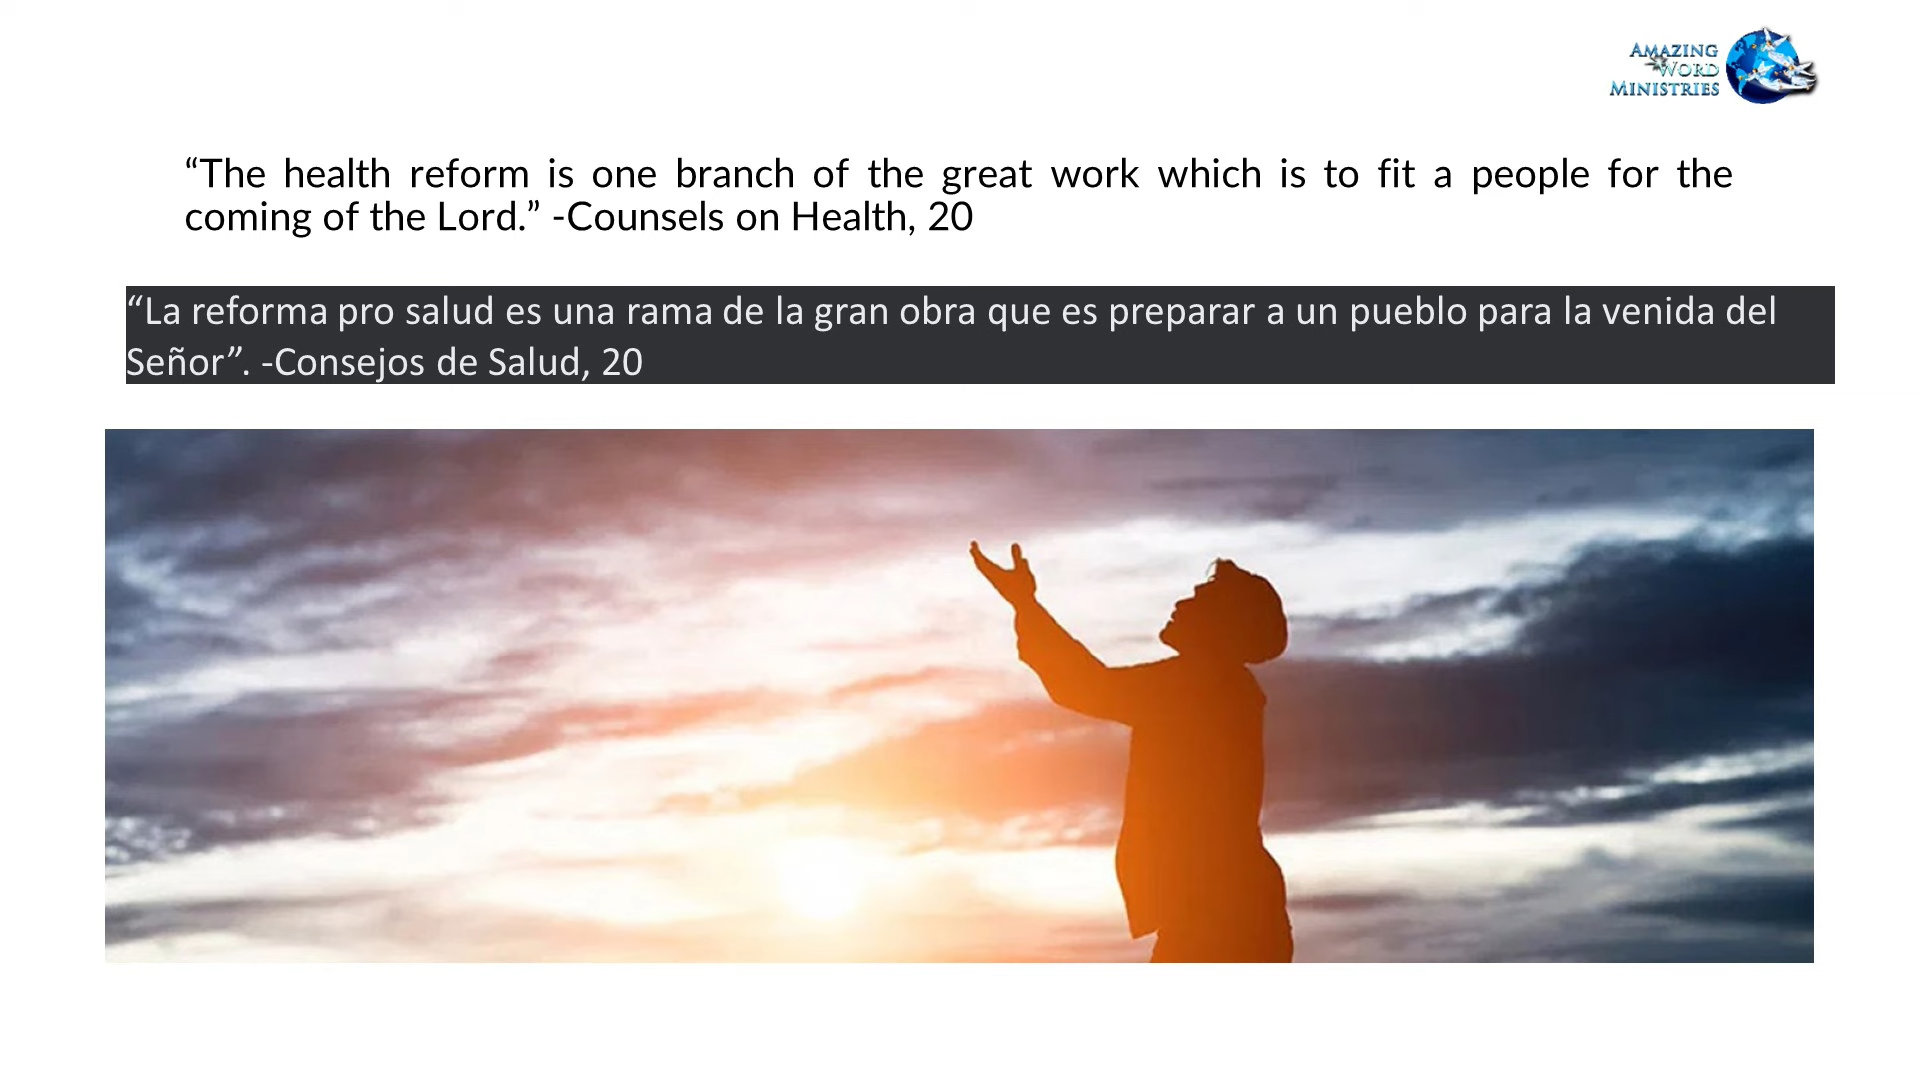 AMAZING
WORD
MINISTRIES
“The health reform is one branch of the great work which is to fit a people for the
coming of the Lord.” -Counsels on Health, 20
“La reforma pro salud es una rama de la gran obra que es preparar a un pueblo para la venida del
Señor”. -Consejos de Salud, 20